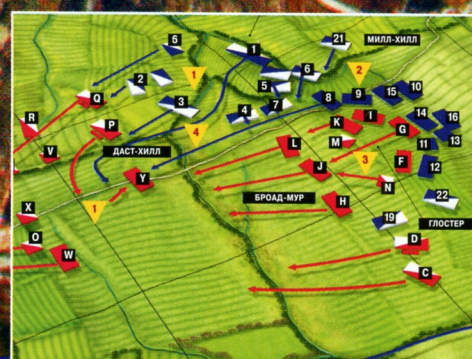 21
МИЛЛ-ХИЛЛ
6
1
1
2
6
2
5
15
10
R
Q
3
4
7
8
9
16
P
4
K
I
G
14
13
V
L
M
11
ДАСТ-ХИЛЛ
J
3
F
12
Y
N
БРОАД-МУР
H
22
X
1
19
ГЛОСТЕР
O
W
D
C